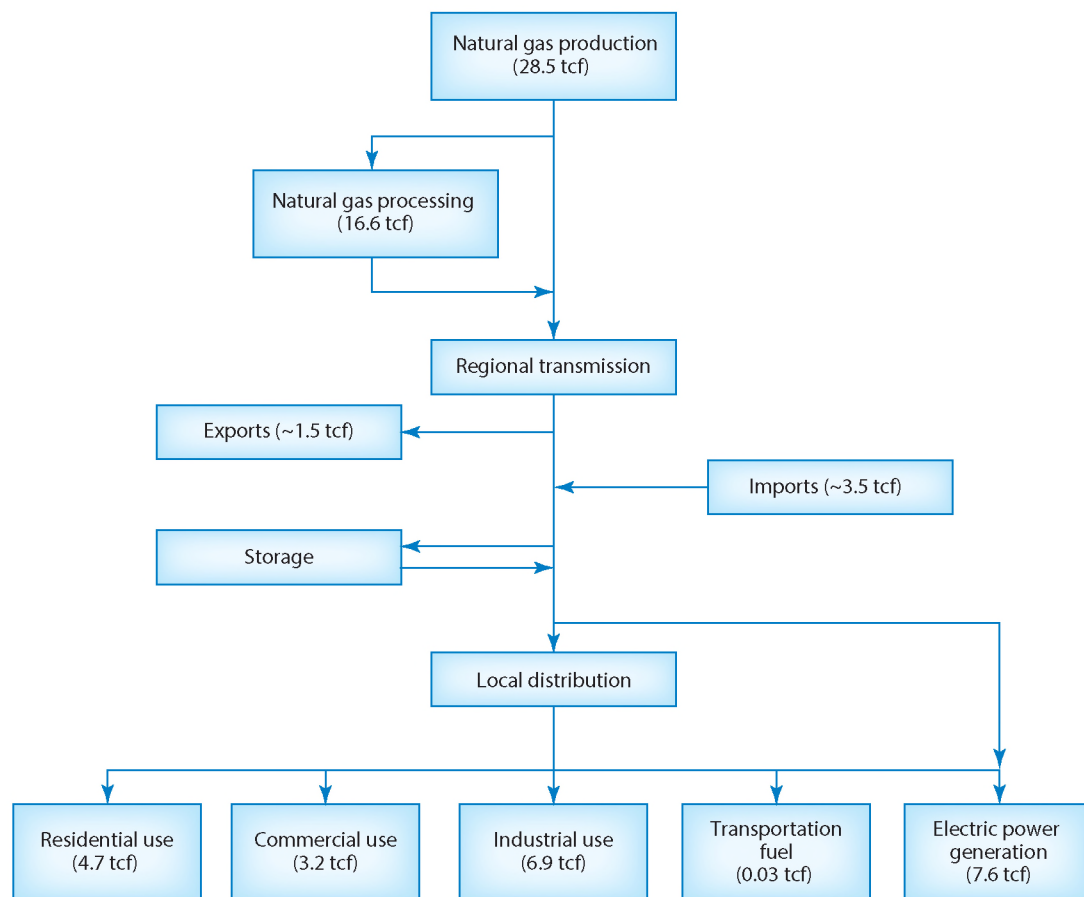 Natural gas production
(28.5 tcf)
Natural gas processing
(16.6 tcf)
Regional transmission
Exports (~1.5 tcf)
Imports (~3.5 tcf)
Storage
Local distribution
Residential use
(4.7 tcf)
Commercial use
(3.2 tcf)
Industrial use
(6.9 tcf)
Transportation
fuel
(0.03 tcf)
Electric power
generation
(7.6 tcf)